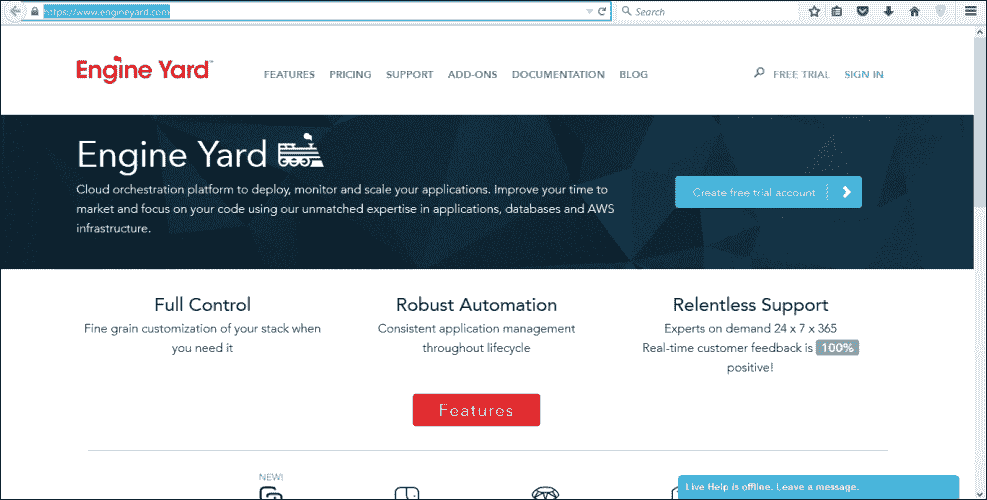 https://www.engineyard.com
Search
Engine Yard™
FEATURES PRICING SUPPORT ADD-ONS DOCUMENTATION BLOG FREE TRIAL SIGN IN
Engine Yard
Cloud orchestration platform to deploy, monitor and scale your applications. Improve your time to
market and focus on your code using our unmatched expertise in applications, databases and AWS
infrastructure.
Create free trial account
Full Control
Fine grain customization of your stack when
you need it
Robust Automation
Consistent application management
throughout lifecycle
Relentless Support
Experts on demand 24 x 7 x 365
Real-time customer feedback is 100%
positive!
Features
NEW!
Live Help is offline. Leave a message.